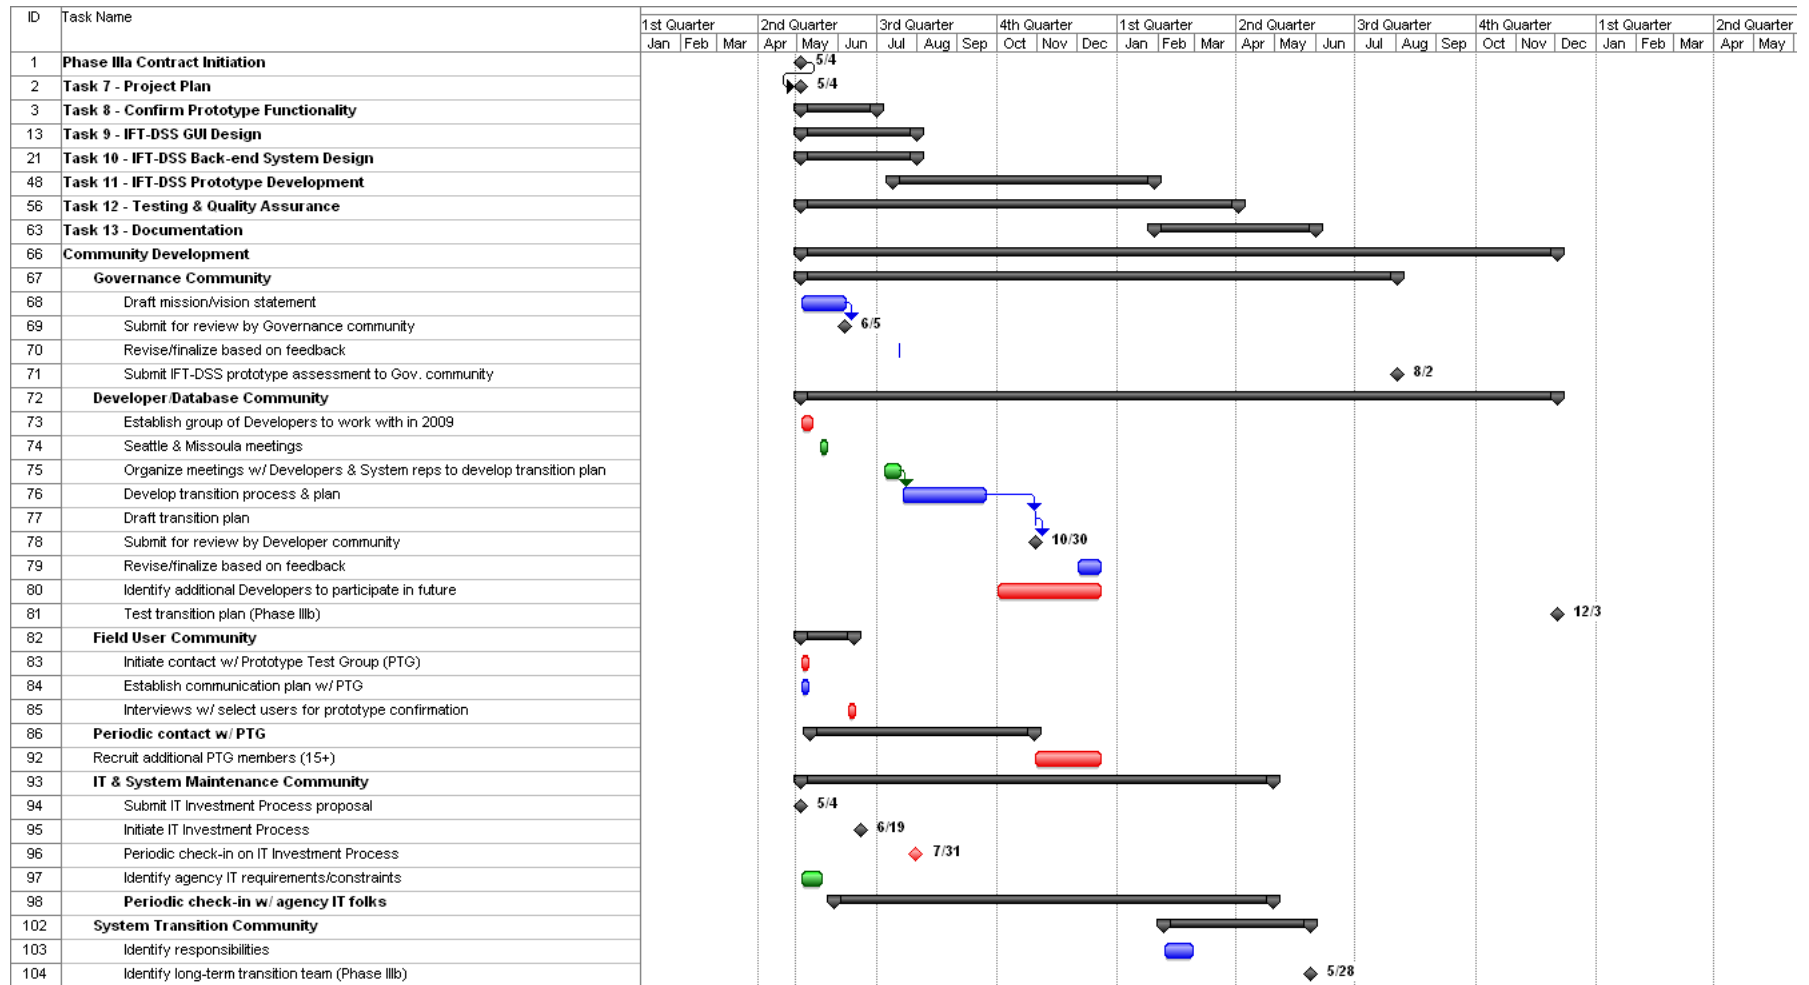 ID Task Name
1st Quarter 2nd Quarter 3rd Quarter 4th Quarter 1st Quarter 2nd Quarter 3rd Quarter 4th Quarter 1st Quarter 2nd Quarter
Jan Feb Mar Apr May Jun Jul Aug Sep Oct Nov Dec Jan Feb Mar Apr May Jun Jul Aug Sep Oct Nov Dec Jan Feb Mar Apr May
1 Phase IIIa Contract Initiation 5/4
2 Task 7 - Project Plan 5/4
3 Task 8 - Confirm Prototype Functionality
13 Task 9 - IFT-DSS GUI Design
21 Task 10 - IFT-DSS Back-end System Design
48 Task 11 - IFT-DSS Prototype Development
56 Task 12 - Testing & Quality Assurance
63 Task 13 - Documentation
66 Community Development
67 Governance Community
68 Draft mission/vision statement
69 Submit for review by Governance community 6/5
70 Revise/finalize based on feedback
71 Submit IFT-DSS prototype assessment to Gov. community 8/2
72 Developer/Database Community
73 Establish group of Developers to work with in 2009
74 Seattle & Missoula meetings
75 Organize meetings w/ Developers & System reps to develop transition plan
76 Develop transition process & plan
77 Draft transition plan
78 Submit for review by Developer community 10/30
79 Revise/finalize based on feedback
80 Identify additional Developers to participate in future
81 Test transition plan (Phase IIIb) 12/3
82 Field User Community
83 Initiate contact w/ Prototype Test Group (PTG)
84 Establish communication plan w/ PTG
85 Interviews w/ select users for prototype confirmation
86 Periodic contact w/ PTG
92 Recruit additional PTG members (15+)
93 IT & System Maintenance Community
94 Submit IT Investment Process proposal 5/4
95 Initiate IT Investment Process 6/19
96 Periodic check-in on IT Investment Process 7/31
97 Identify agency IT requirements/constraints
98 Periodic check-in w/ agency IT folks
102 System Transition Community
103 Identify responsibilities
104 Identify long-term transition team (Phase IIIb) 5/28